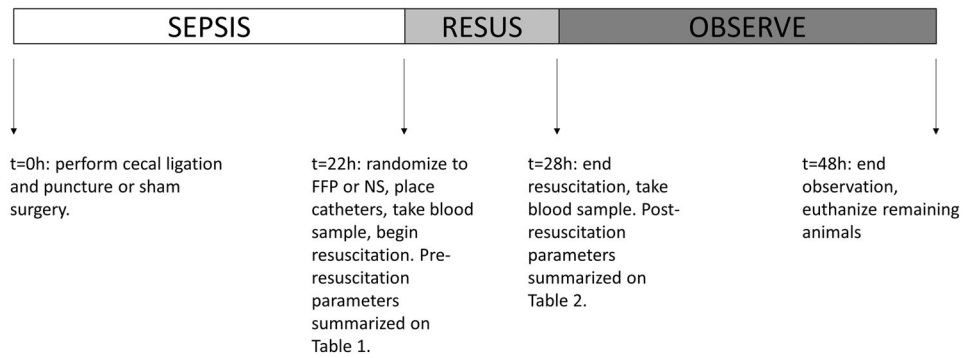 SEPSIS
RESUS
OBSERVE
t=0h: perform cecal ligation
and puncture or sham
surgery.
t=22h: randomize to
FFP or NS, place
catheters, take blood
sample, begin
resuscitation. Pre-
resuscitation
parameters
summarized on
Table 1.
t=28h: end
resuscitation, take
blood sample. Post-
resuscitation
parameters
summarized on
Table 2.
t=48h: end
observation,
euthanize remaining
animals